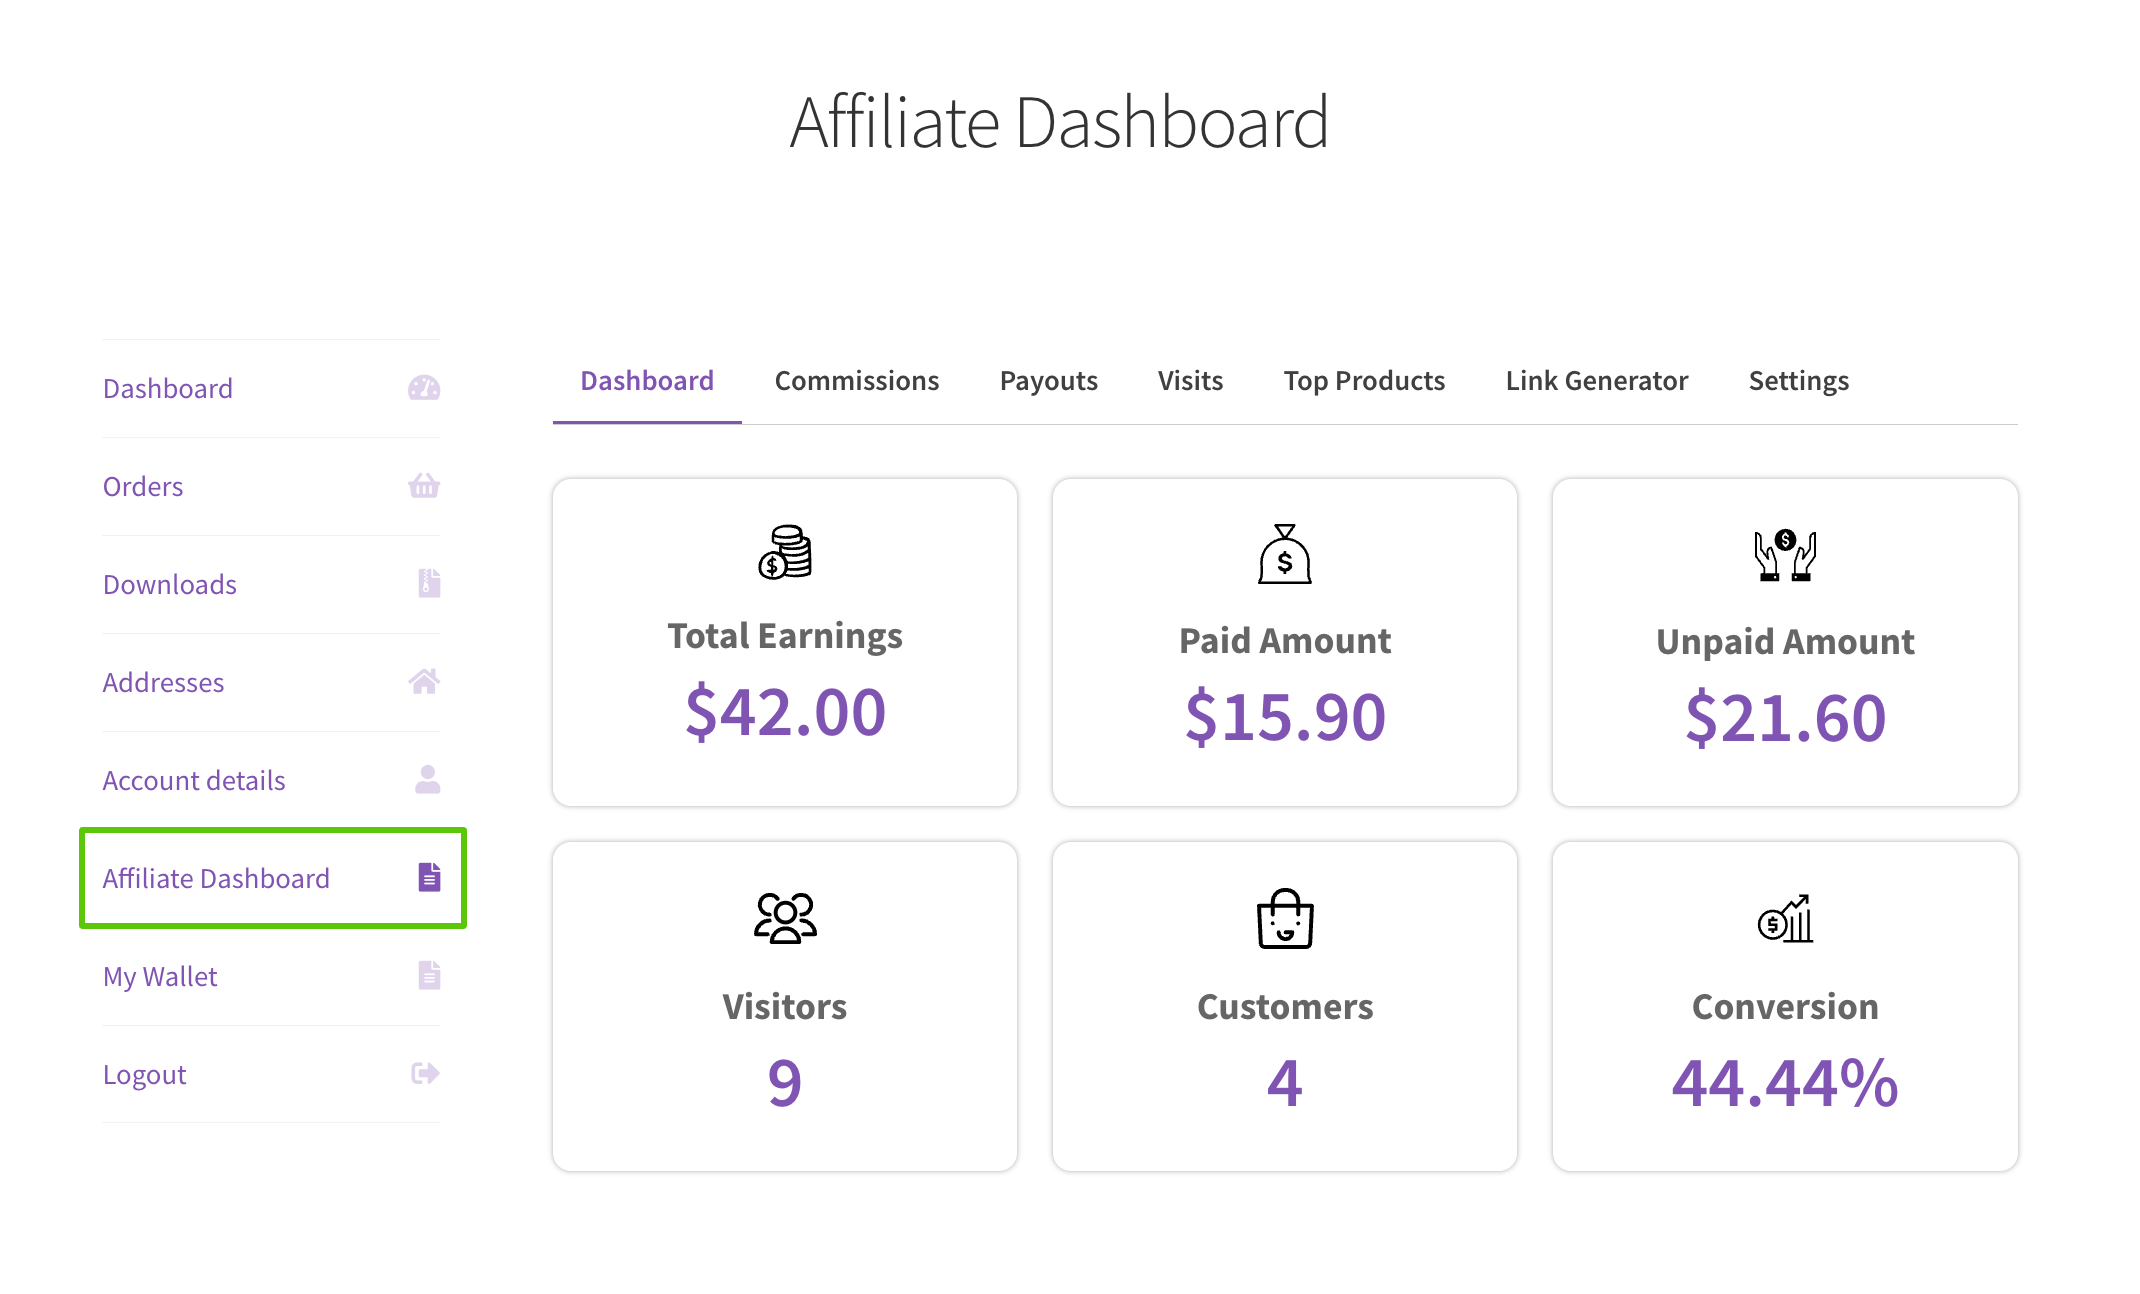 Affiliate Dashboard
Dashboard
Orders
Downloads
Addresses
Account details
Affiliate Dashboard
My Wallet
Logout
Dashboard Commissions Payouts Visits Top Products Link Generator Settings
Total Earnings
$42.00
Paid Amount
$15.90
Unpaid Amount
$21.60
Visitors
9
Customers
4
Conversion
44.44%